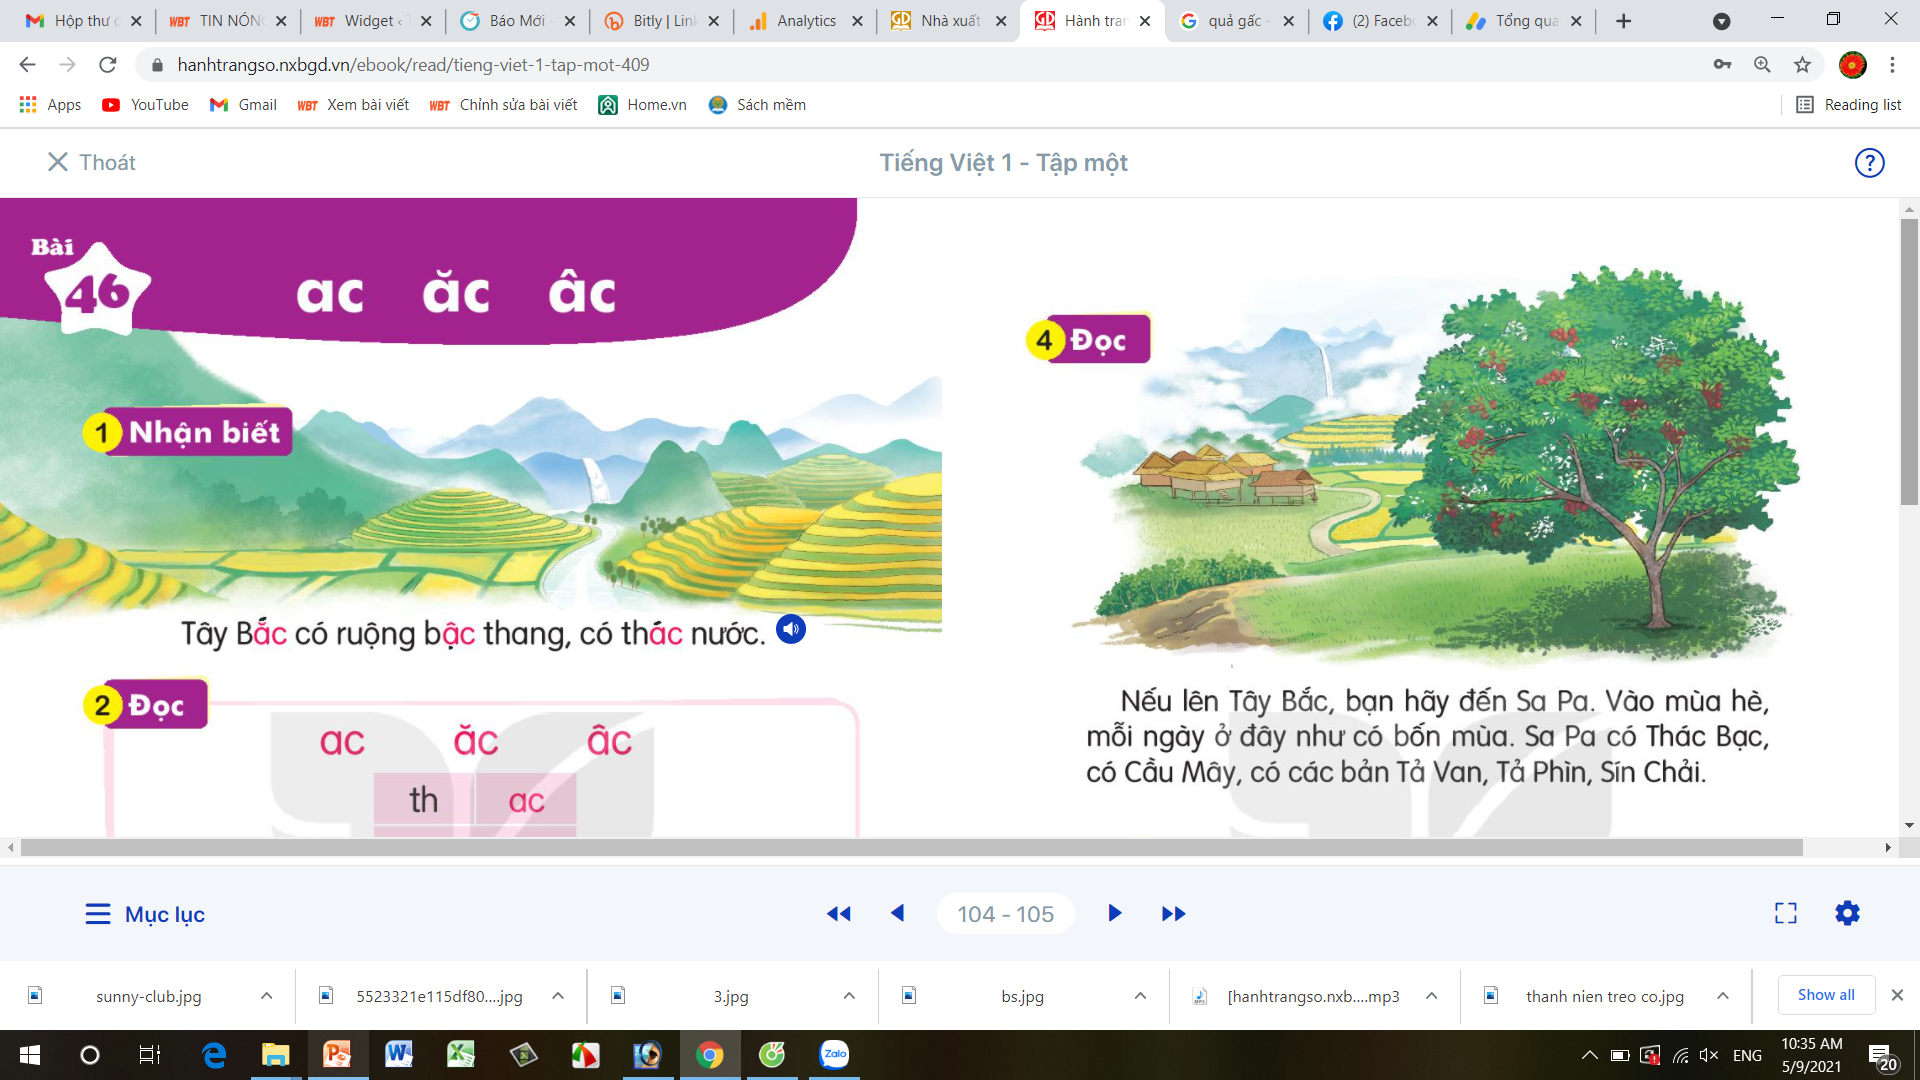 Hộp thư đ
TIN NÓNG
Widget ‹ T
Báo Mới -
Bitly | Link
Analytics
Nhà xuất
Hành tran
quả gấc -
(2) Facebo
Tổng qua
hanhtrangso.nxbgd.vn/ebook/read/tieng-viet-1-tap-mot-409
Apps
YouTube
Gmail
WBT Xem bài viết
WBT Chỉnh sửa bài viết
Home.vn
Sách mềm
Reading list
Thoát
Tiếng Việt 1 - Tập một
?
Bài
46
ac ăc âc
1 Nhận biết
Tây Bắc có ruộng bậc thang, có thác nước.
2 Đọc
ac ăc âc
th ac
4 Đọc
Nếu lên Tây Bắc, bạn hãy đến Sa Pa. Vào mùa hè,
mỗi ngày ở đây như có bốn mùa. Sa Pa có Thác Bạc,
có Cầu Mây, có các bản Tả Van, Tả Phìn, Sín Chải.
Mục lục
104 - 105
sunny-club.jpg
5523321e115df80....jpg
3.jpg
bs.jpg
[hanhtrangso.nxb....mp3
thanh nien treo co.jpg
Show all
Zalo
ENG
10:35 AM
5/9/2021
20